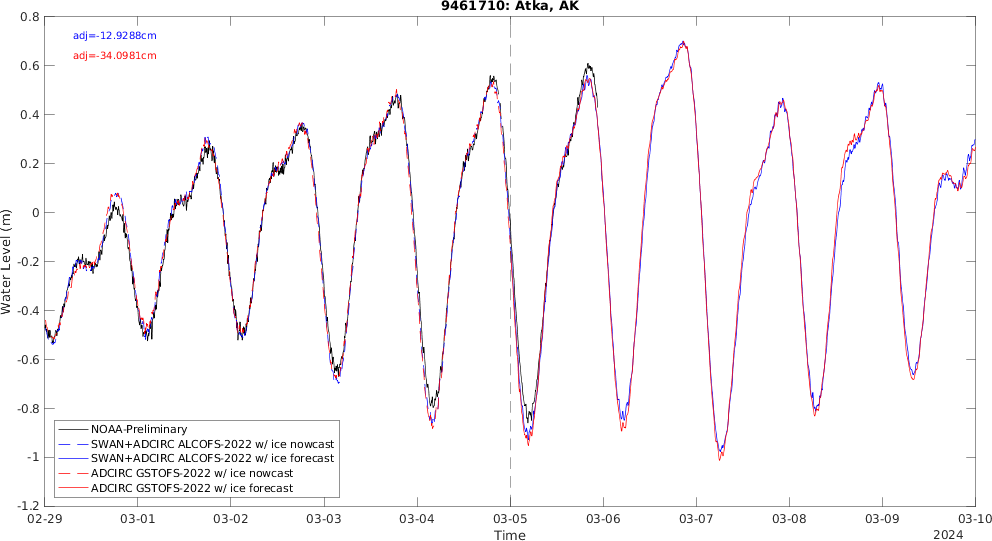 9461710: Atka, AK
adj=-12.9288cm
adj=-34.0981cm
0.8
0.6
0.4
0.2
0
-0.2
-0.4
-0.6
-0.8
-1
-1.2
Water Level (m)
NOAA-Preliminary
SWAN+ADCIRC ALCOFS-2022 w/ ice nowcast
SWAN+ADCIRC ALCOFS-2022 w/ ice forecast
ADCIRC GSTOFS-2022 w/ ice nowcast
ADCIRC GSTOFS-2022 w/ ice forecast
02-29 03-01 03-02 03-03 03-04 03-05 03-06 03-07 03-08 03-09 03-10
Time
2024